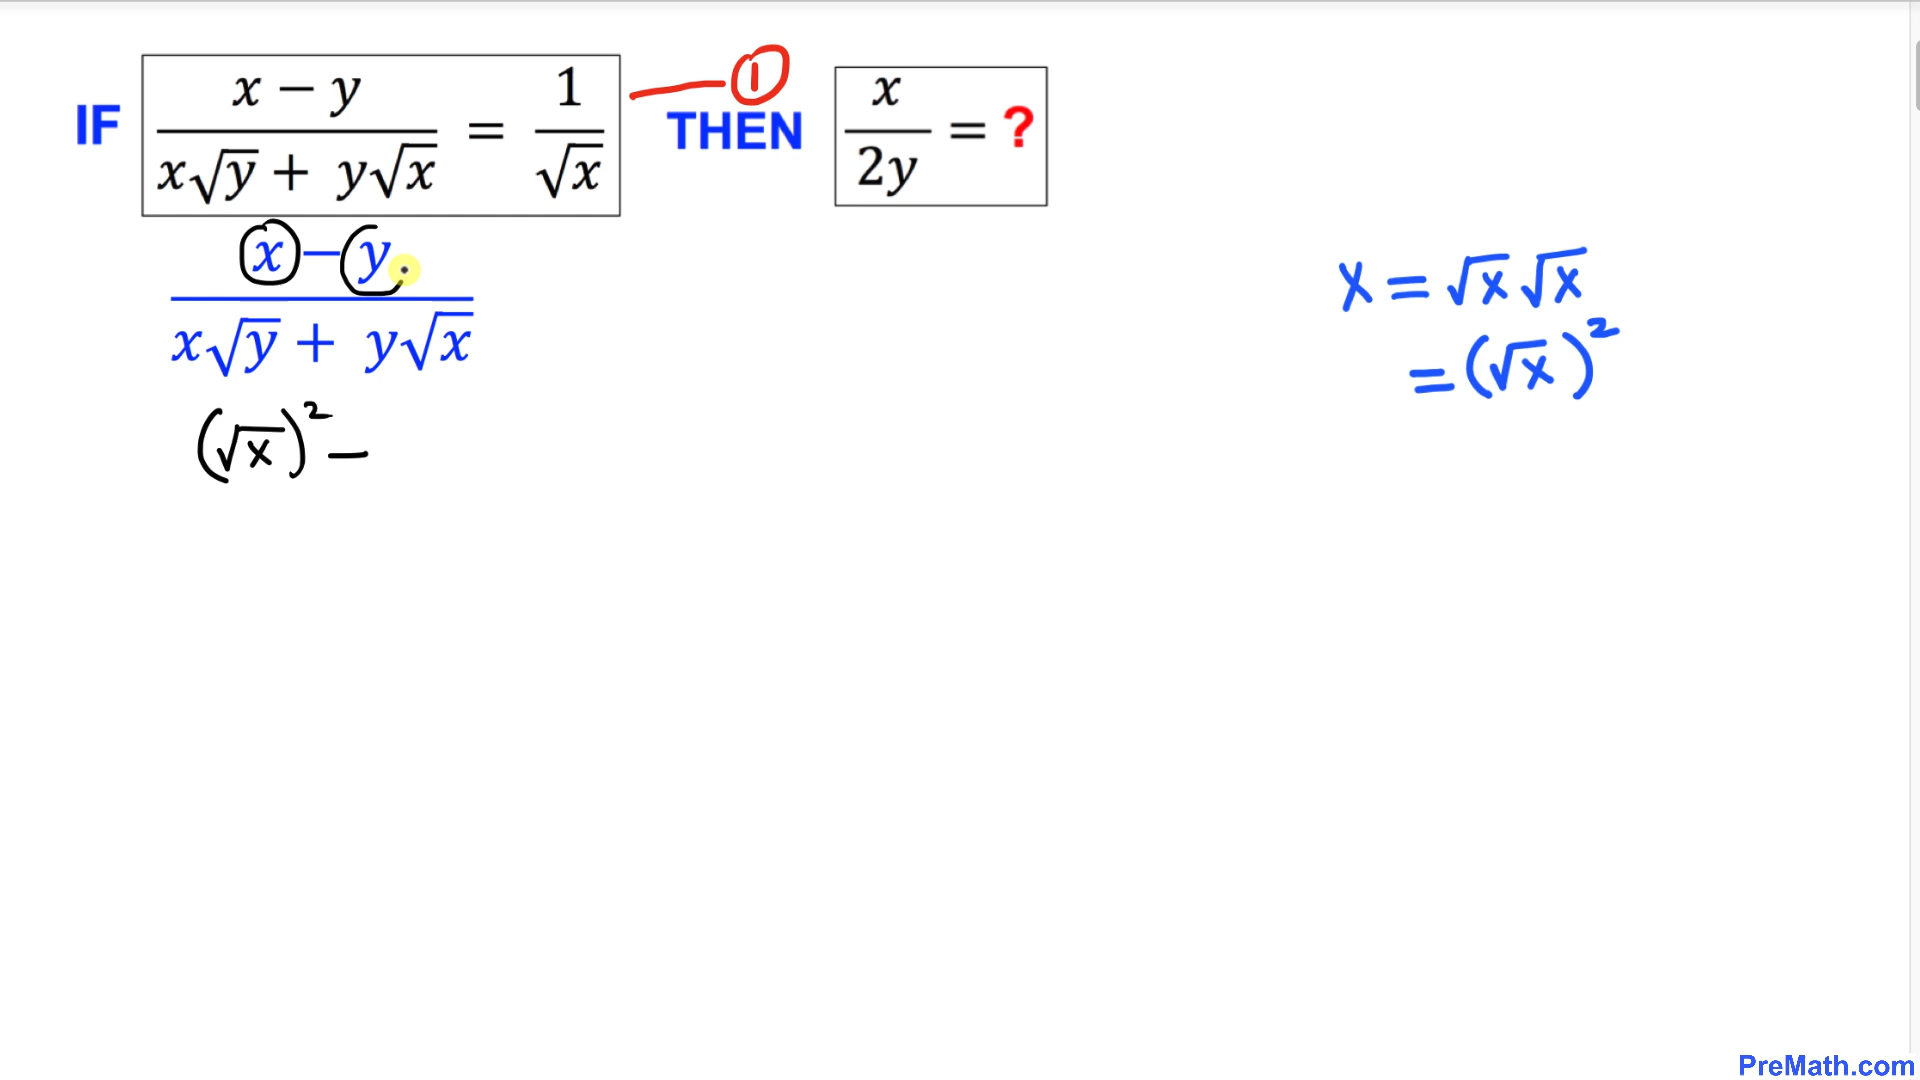 IF (x − y)/(x√y + y√x) = 1/√x ① THEN x/2y = ?
x − y
x√y + y√x
(√x)² −
x = √x √x
= (√x)²
PreMath.com